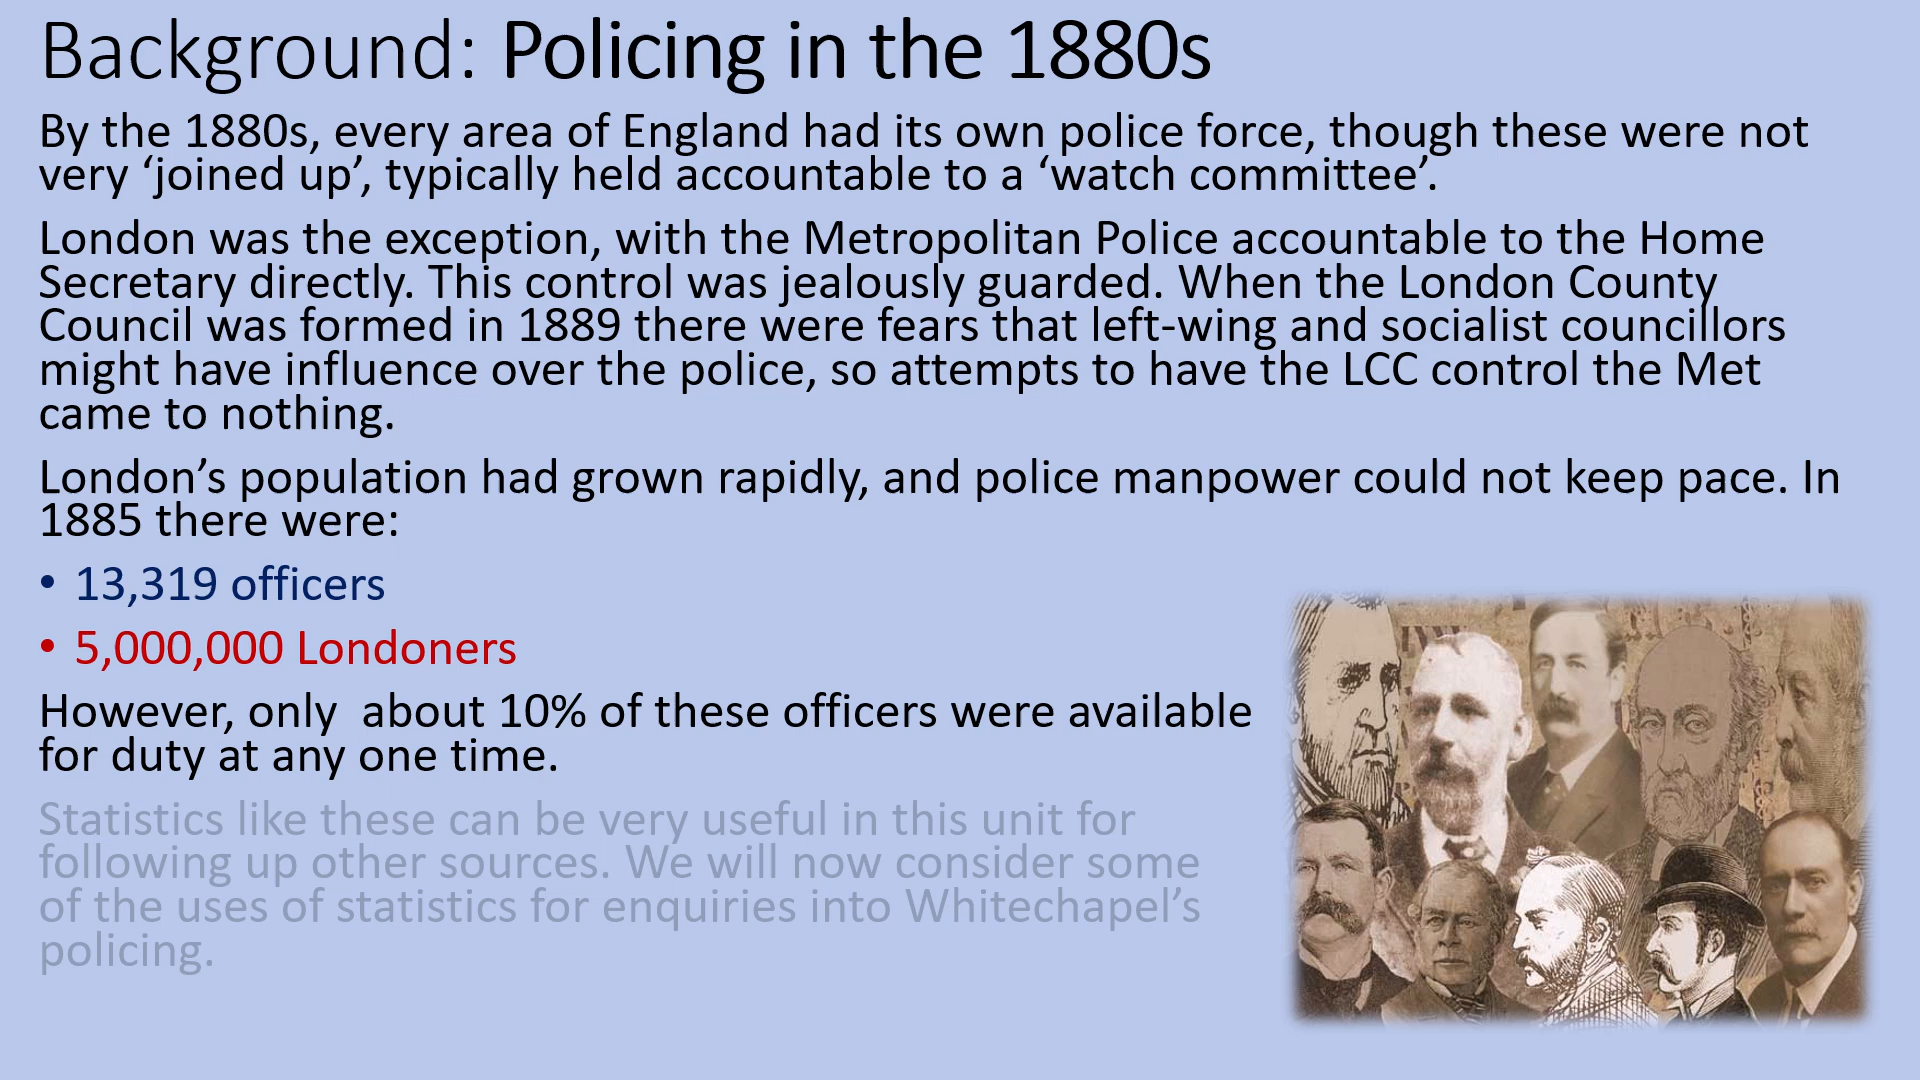 Background: Policing in the 1880s
By the 1880s, every area of England had its own police force, though these were not
very ‘joined up’, typically held accountable to a ‘watch committee’.
London was the exception, with the Metropolitan Police accountable to the Home
Secretary directly. This control was jealously guarded. When the London County
Council was formed in 1889 there were fears that left-wing and socialist councillors
might have influence over the police, so attempts to have the LCC control the Met
came to nothing.
London’s population had grown rapidly, and police manpower could not keep pace. In
1885 there were:
• 13,319 officers
• 5,000,000 Londoners
However, only  about 10% of these officers were available
for duty at any one time.
Statistics like these can be very useful in this unit for
following up other sources. We will now consider some
of the uses of statistics for enquiries into Whitechapel’s
policing.